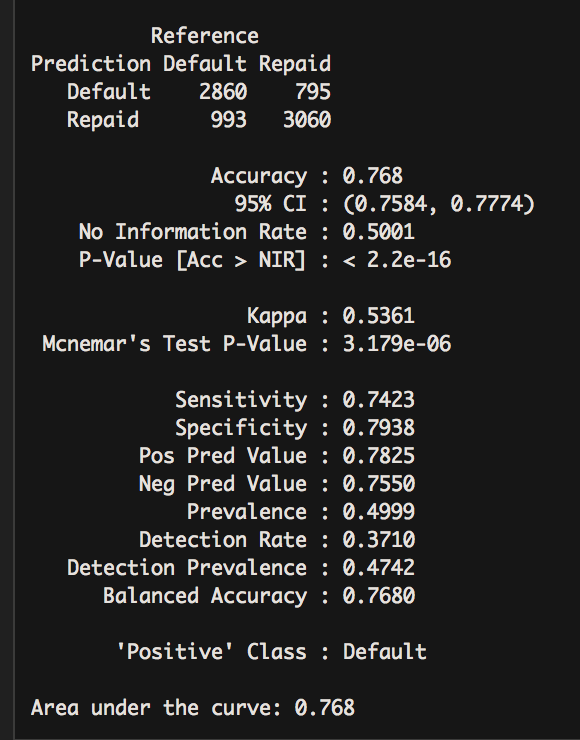 Reference
Prediction Default Repaid
Default 2860 795
Repaid 993 3060
Accuracy : 0.768
95% CI : (0.7584, 0.7774)
No Information Rate : 0.5001
P-Value [Acc > NIR] : < 2.2e-16
Kappa : 0.5361
Mcnemar's Test P-Value : 3.179e-06
Sensitivity : 0.7423
Specificity : 0.7938
Pos Pred Value : 0.7825
Neg Pred Value : 0.7550
Prevalence : 0.4999
Detection Rate : 0.3710
Detection Prevalence : 0.4742
Balanced Accuracy : 0.7680
'Positive' Class : Default
Area under the curve: 0.768